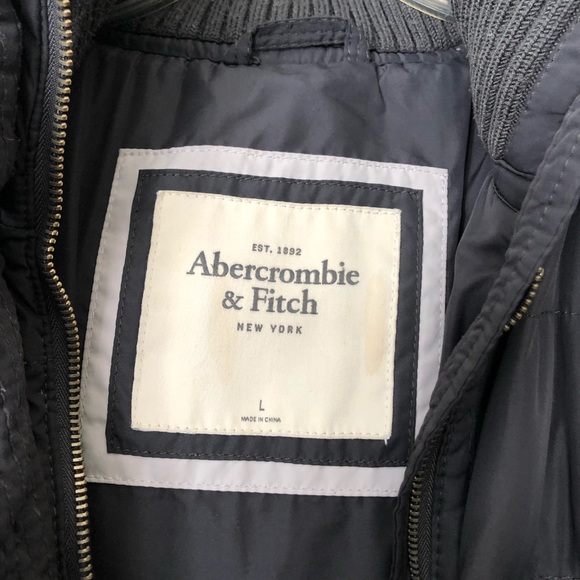 EST. 1892
Abercrombie
& Fitch
NEW YORK
L
MADE IN CHINA